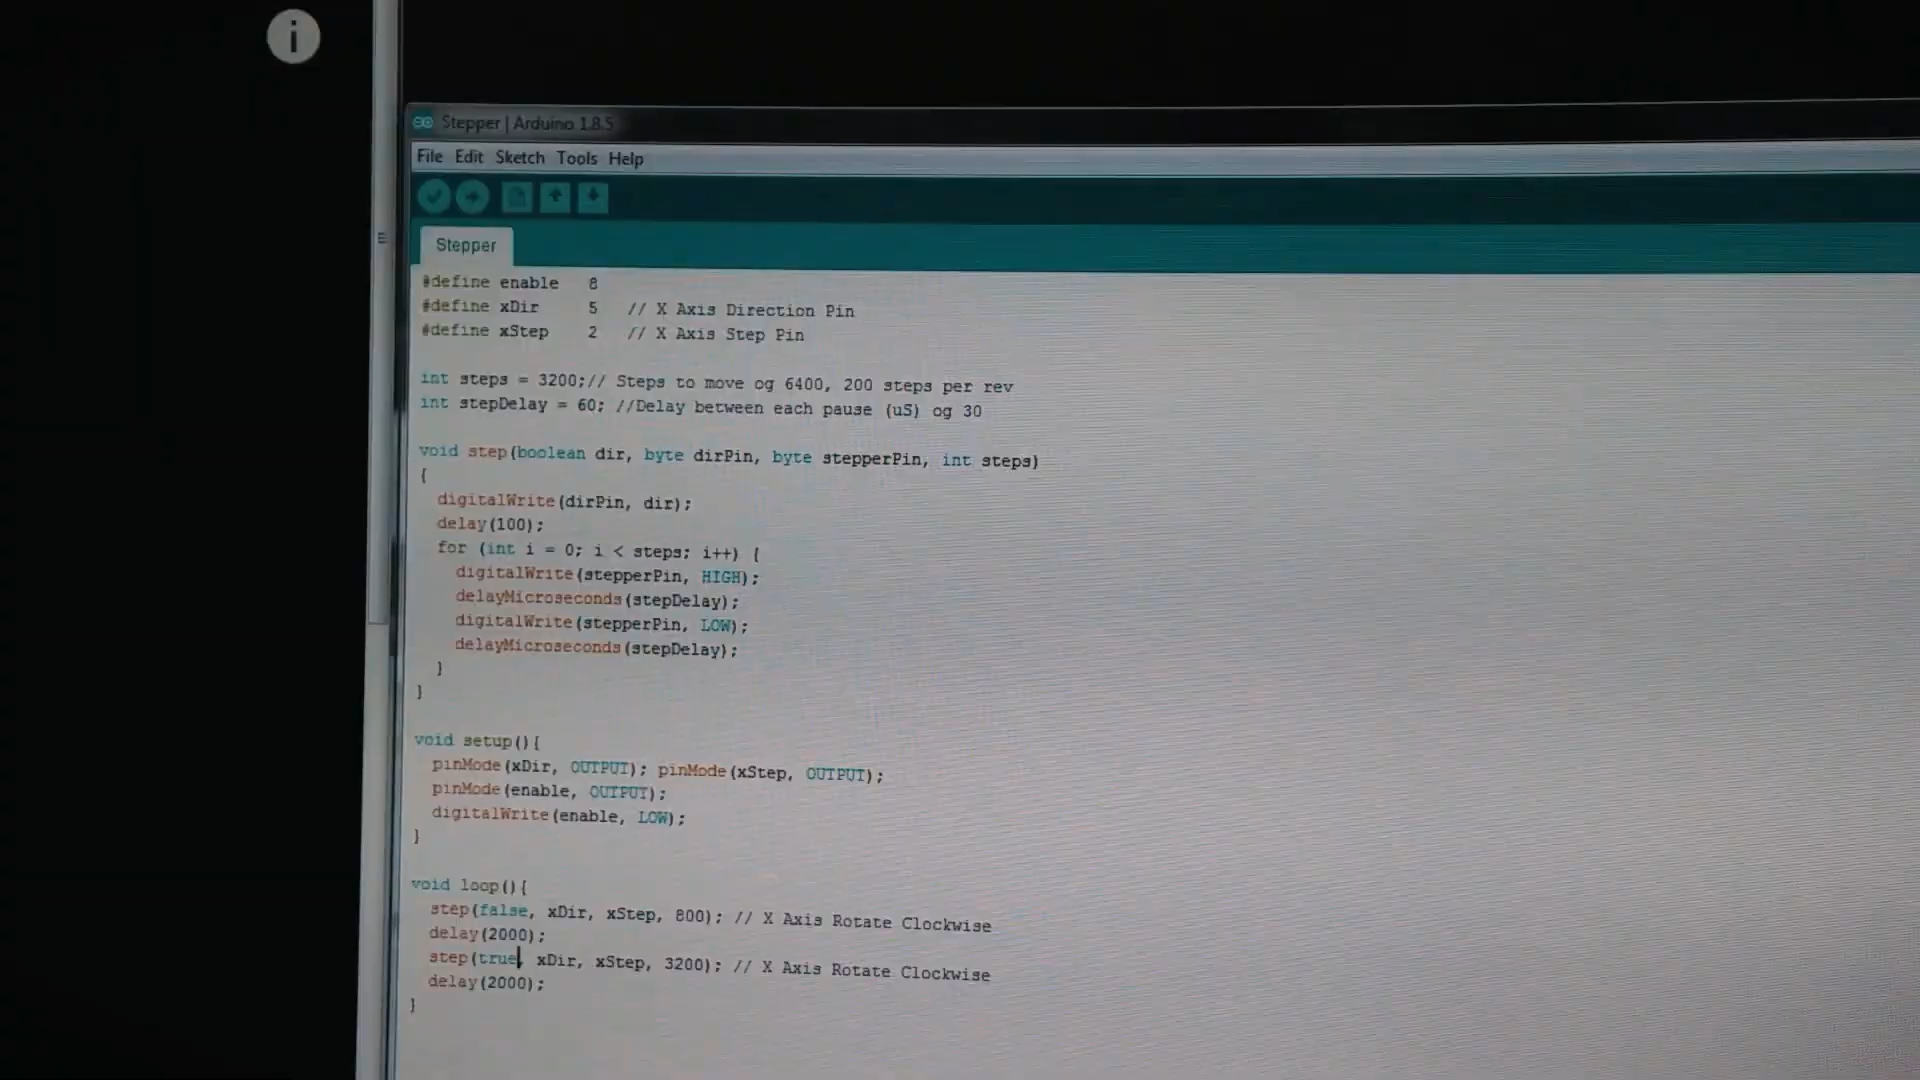 i
Stepper | Arduino 1.8.5
File Edit Sketch Tools Help
Stepper
#define enable 8
#define xDir 5 // X Axis Direction Pin
#define xStep 2 // X Axis Step Pin
int steps = 3200;// Steps to move og 6400, 200 steps per rev
int stepDelay = 60; //Delay between each pause (uS) og 30
void step(boolean dir, byte dirPin, byte stepperPin, int steps)
{
digitalWrite(dirPin, dir);
delay(100);
for (int i = 0; i < steps; i++) {
digitalWrite(stepperPin, HIGH);
delayMicroseconds(stepDelay);
digitalWrite(stepperPin, LOW);
delayMicroseconds(stepDelay);
}
}
void setup(){
pinMode(xDir, OUTPUT); pinMode(xStep, OUTPUT);
pinMode(enable, OUTPUT);
digitalWrite(enable, LOW);
}
void loop(){
step(false, xDir, xStep, 800); // X Axis Rotate Clockwise
delay(2000);
step(true, xDir, xStep, 3200); // X Axis Rotate Clockwise
delay(2000);
}